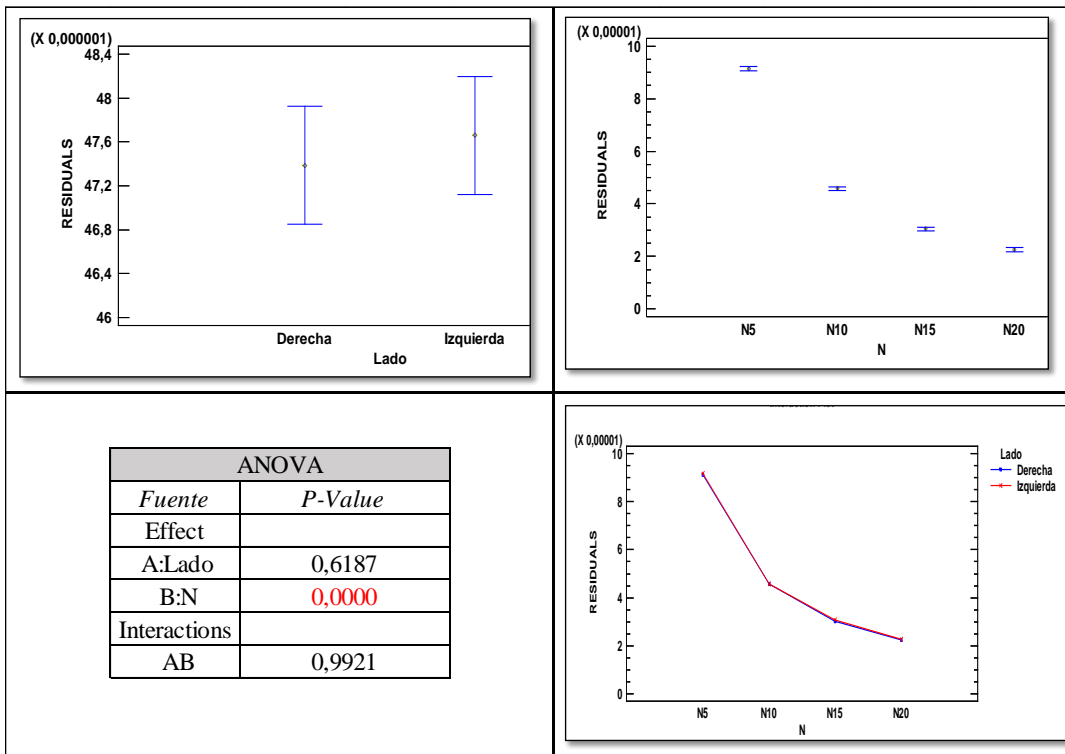 (X 0,000001)
48,4
48
47,6
47,2
46,8
46,4
46
RESIDUALS
Derecha Izquierda
Lado
(X 0,00001)
10
8
6
4
2
0
RESIDUALS
N5 N10 N15 N20
N
ANOVA
Fuente P-Value
Effect
A:Lado 0,6187
B:N 0,0000
Interactions
AB 0,9921
(X 0,00001)
10
8
6
4
2
0
RESIDUALS
N5 N10 N15 N20
N
Lado
Derecha
Izquierda